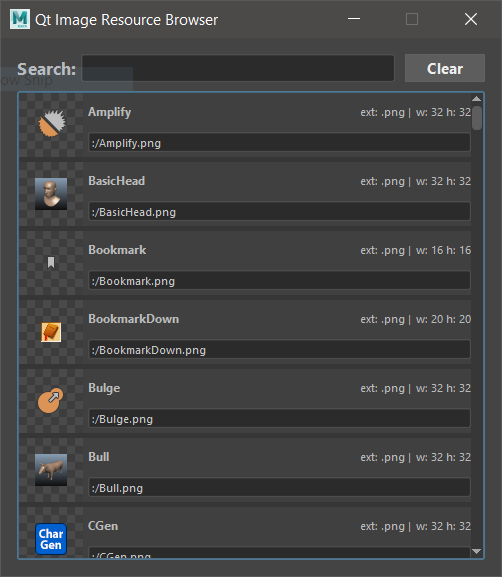 Qt Image Resource Browser
Search:
Clear
ow Snip
Amplify ext: .png | w: 32 h: 32
:/Amplify.png
BasicHead ext: .png | w: 32 h: 32
:/BasicHead.png
Bookmark ext: .png | w: 16 h: 16
:/Bookmark.png
BookmarkDown ext: .png | w: 20 h: 20
:/BookmarkDown.png
Bulge ext: .png | w: 32 h: 32
:/Bulge.png
Bull ext: .png | w: 32 h: 32
:/Bull.png
CGen ext: .png | w: 32 h: 32
Char
Gen
:/CGen.png